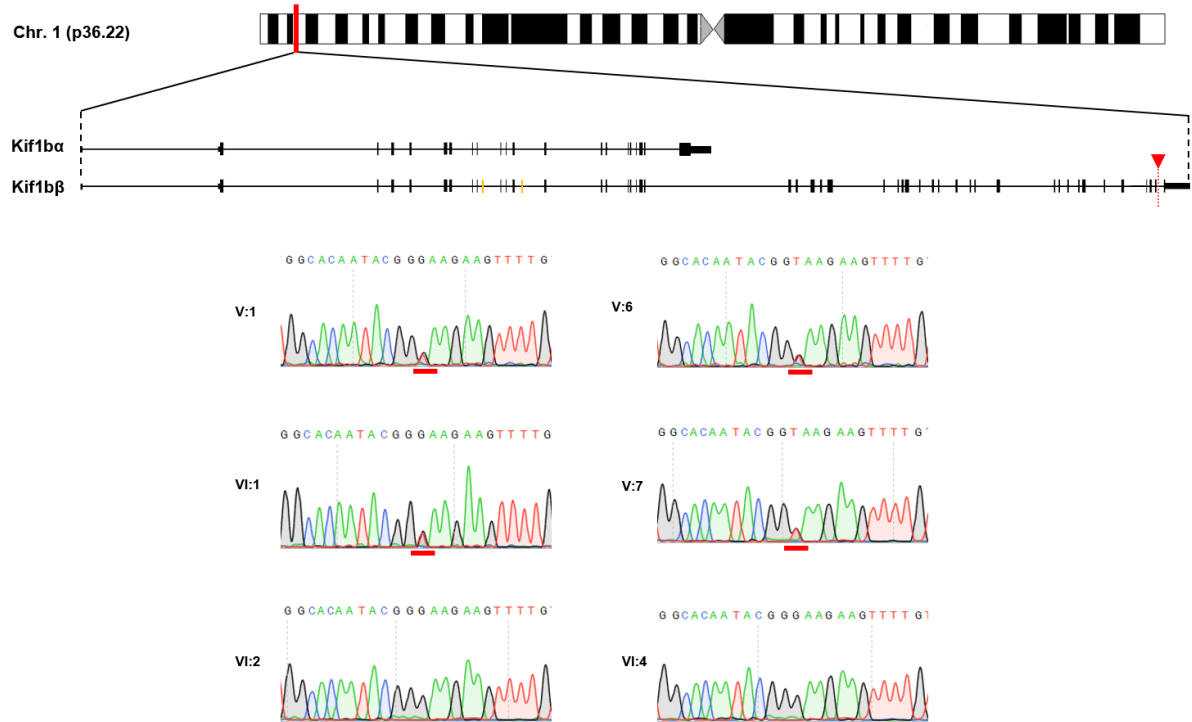 Chr. 1 (p36.22)
Kif1bα
Kif1bβ
GGCACAATACGGGAAGAAGTTTTG
V:1
GGCACAATACGGTAAGAAGTTTTG
V:6
GGCACAATACGGGAAGAAGTTTTG
VI:1
GGCACAATACGGTAAGAAGTTTTG
V:7
GGCACAATACGGGAAGAAGTTTTG
VI:2
GGCACAATACGGGAAGAAGTTTTG
VI:4